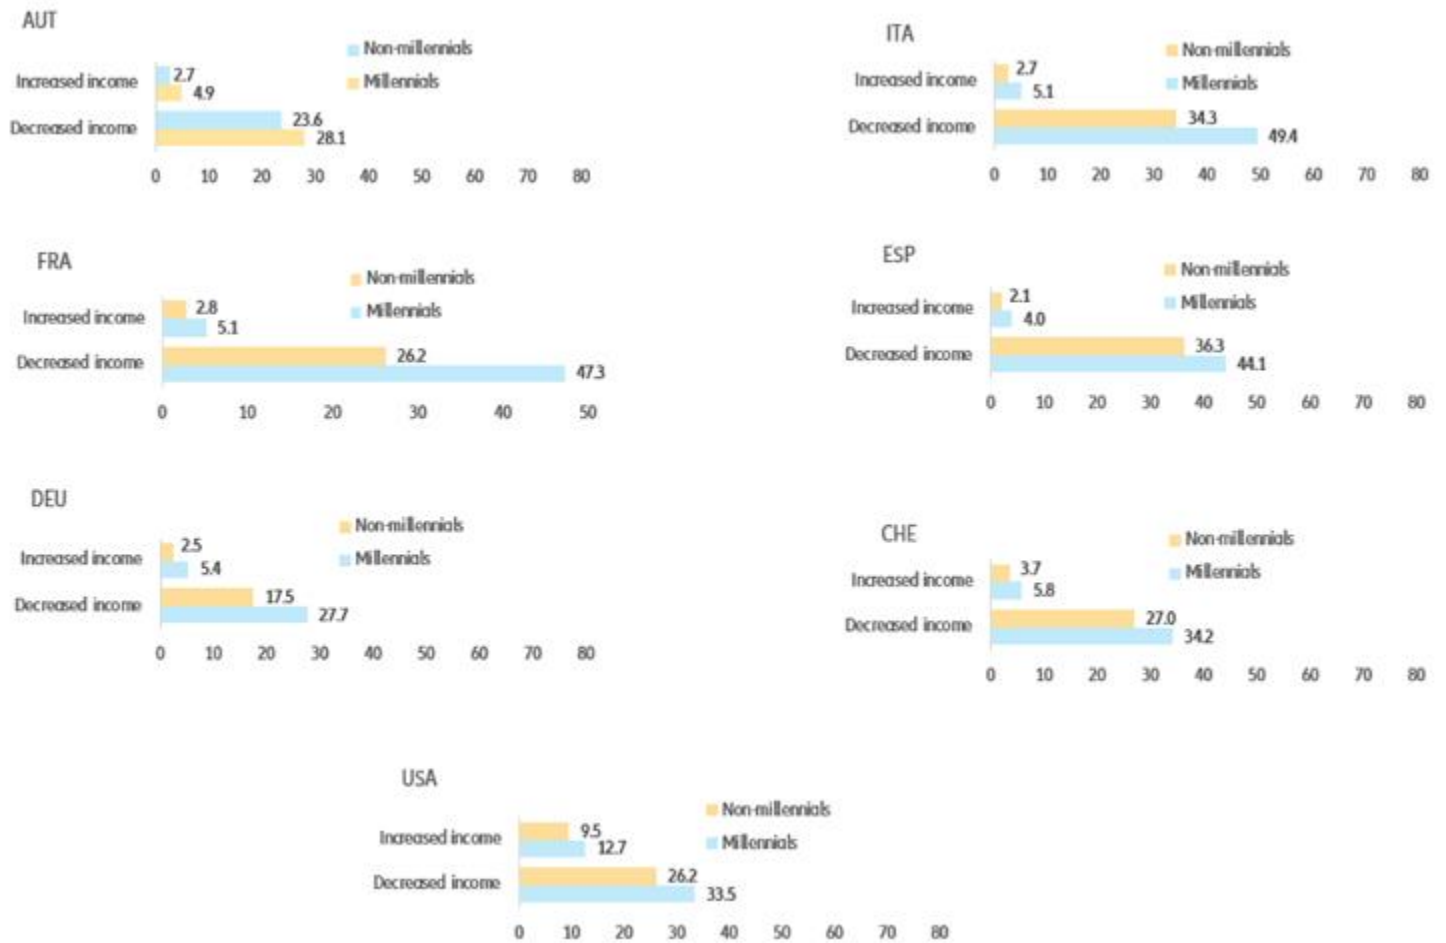 AUT
Non-millennials
Millennials
Increased income
2.7
4.9
Decreased income
23.6
28.1
0 10 20 30 40 50 60 70 80
ITA
Non-millennials
Millennials
Increased income
2.7
5.1
Decreased income
34.3
49.4
0 10 20 30 40 50 60 70 80
FRA
Non-millennials
Millennials
Increased income
2.8
5.1
Decreased income
26.2
47.3
0 10 20 30 40 50
ESP
Non-millennials
Millennials
Increased income
2.1
4.0
Decreased income
36.3
44.1
0 10 20 30 40 50 60 70 80
DEU
Non-millennials
Millennials
Increased income
2.5
5.4
Decreased income
17.5
27.7
0 10 20 30 40 50 60 70 80
CHE
Non-millennials
Millennials
Increased income
3.7
5.8
Decreased income
27.0
34.2
0 10 20 30 40 50 60 70 80
USA
Non-millennials
Millennials
Increased income
9.5
12.7
Decreased income
26.2
33.5
0 10 20 30 40 50 60 70 80